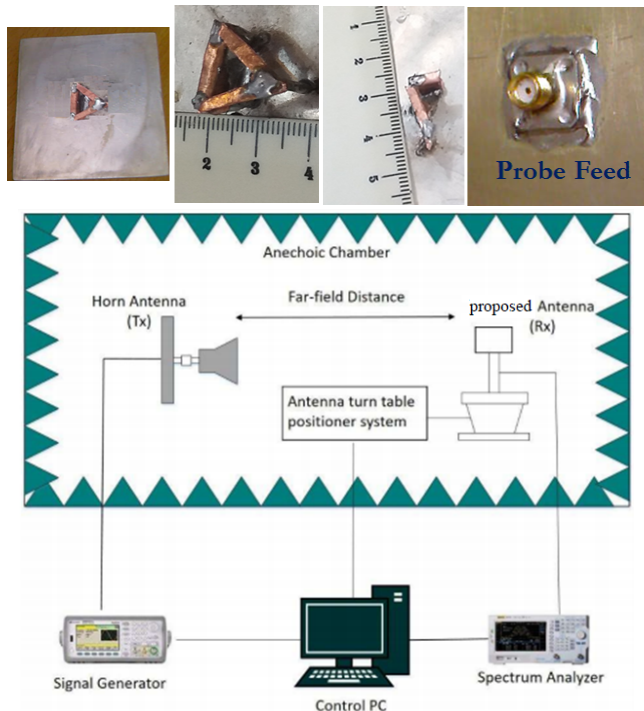 2 3 4
1
2
3
4
5
Probe Feed
Anechoic Chamber
Horn Antenna
(Tx)
Far-field Distance
proposed Antenna
(Rx)
Antenna turn table
positioner system
Signal Generator
Control PC
Spectrum Analyzer